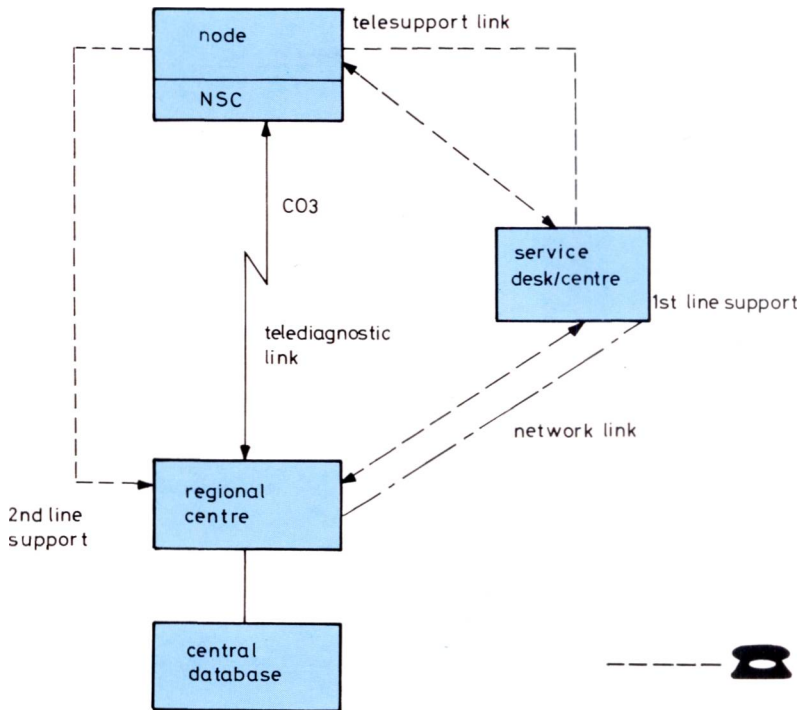 telesupport link
node
NSC
CO3
service
desk/centre
1st line support
telediagnostic
link
network link
regional
centre
2nd line
support
central
database